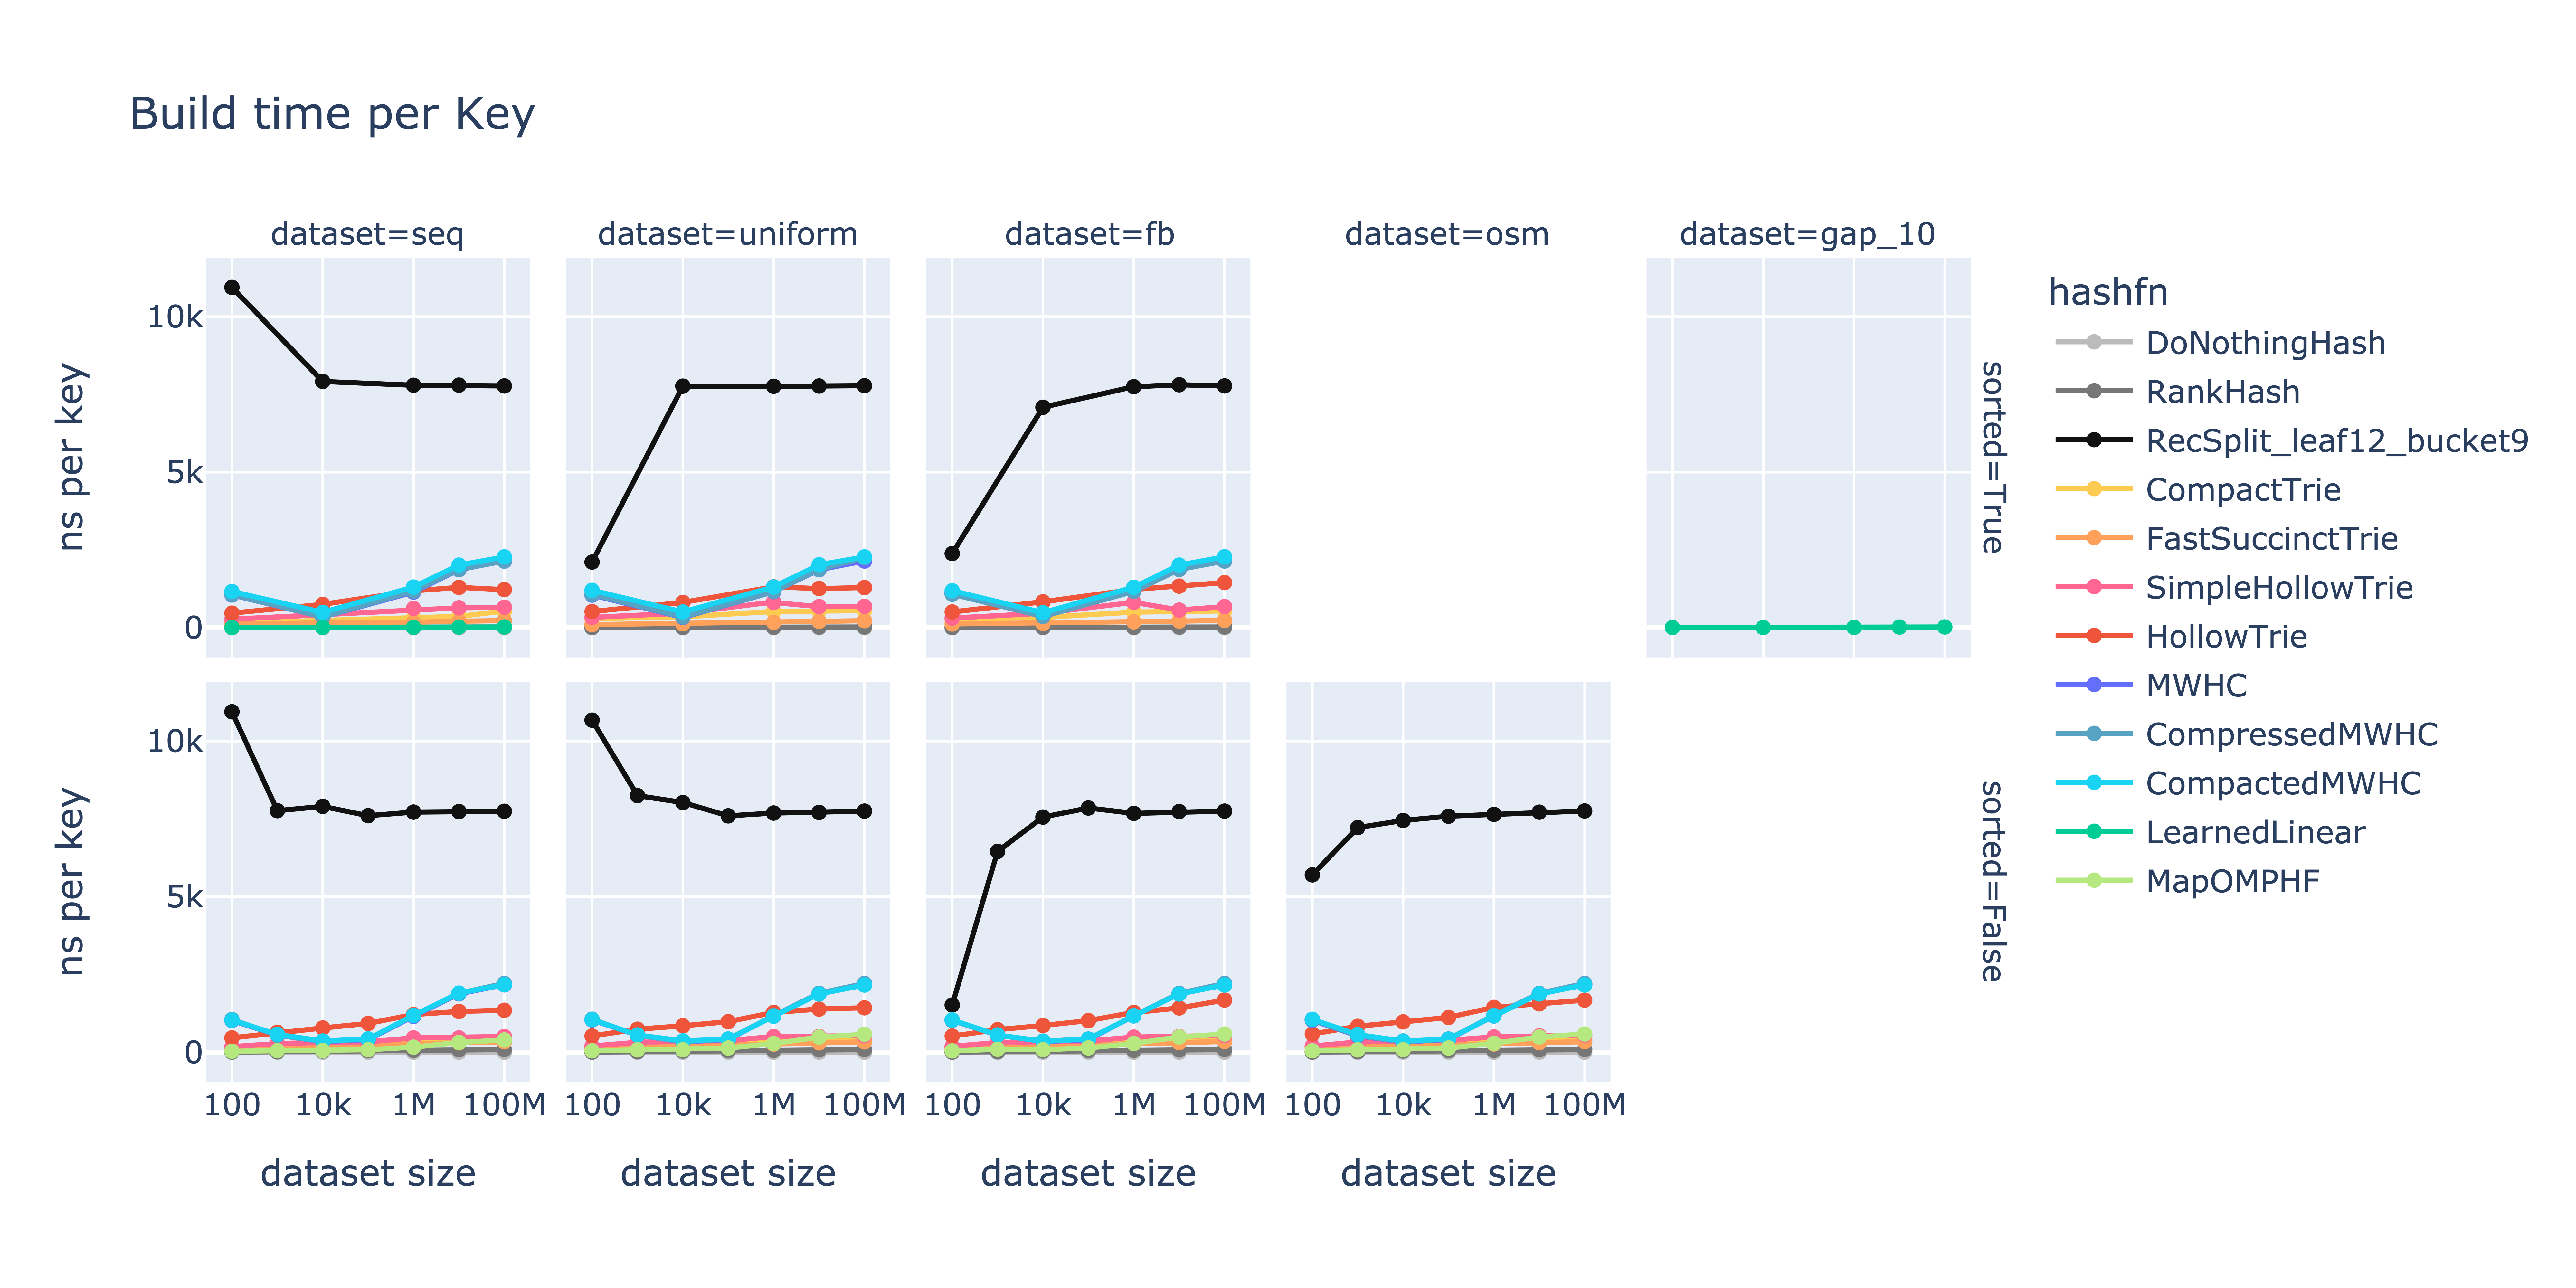 Build time per Key
dataset=seq
dataset=uniform
dataset=fb
dataset=osm
dataset=gap_10
10k
5k
0
ns per key
sorted=True
10k
5k
0
ns per key
sorted=False
100 10k 1M 100M
100 10k 1M 100M
100 10k 1M 100M
100 10k 1M 100M
dataset size
dataset size
dataset size
dataset size
hashfn
DoNothingHash
RankHash
RecSplit_leaf12_bucket9
CompactTrie
FastSuccinctTrie
SimpleHollowTrie
HollowTrie
MWHC
CompressedMWHC
CompactedMWHC
LearnedLinear
MapOMPHF